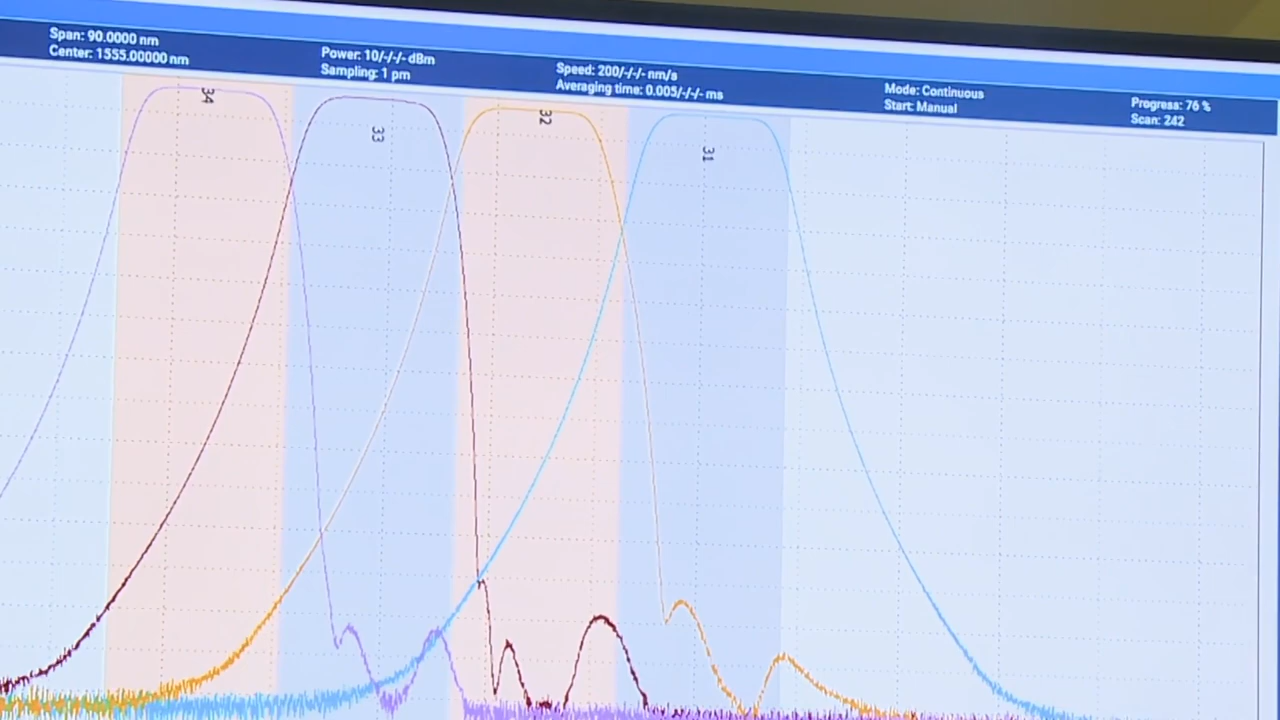 Span: 90.0000 nm
Center: 1555.00000 nm
Power: 10/-/-/- dBm
Sampling: 1 pm
Speed: 200/-/-/- nm/s
Averaging time: 0.005/-/-/- ms
Mode: Continuous
Start: Manual
Progress: 76 %
Scan: 242
34
33
32
31